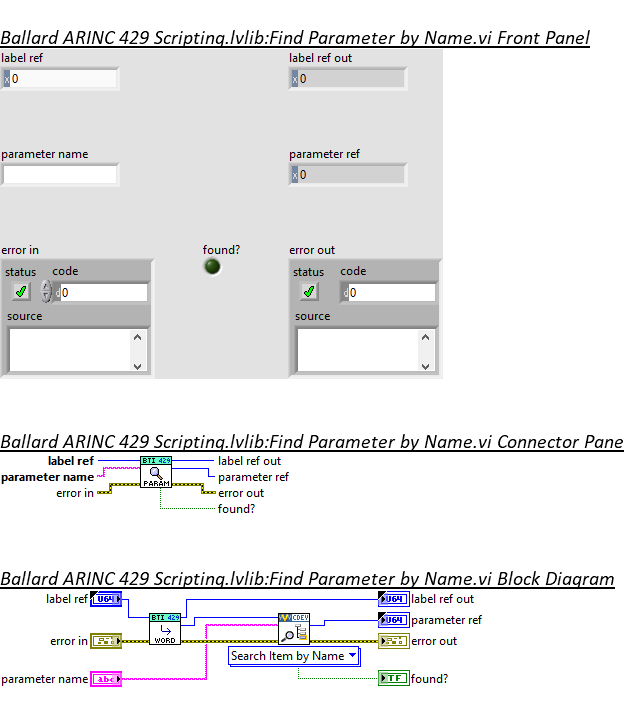 Ballard ARINC 429 Scripting.lvlib:Find Parameter by Name.vi Front Panel
label ref
x 0
label ref out
x 0
parameter name
parameter ref
x 0
error in
found?
error out
status code
d 0
source
status code
d 0
source
Ballard ARINC 429 Scripting.lvlib:Find Parameter by Name.vi Connector Pane
label ref
parameter name
error in
BTI 429
PARAM
label ref out
parameter ref
error out
found?
Ballard ARINC 429 Scripting.lvlib:Find Parameter by Name.vi Block Diagram
label ref U64
BTI 429
WORD
CDEV
U64 label ref out
U64 parameter ref
error in
error out
Search Item by Name
parameter name abc
TF found?